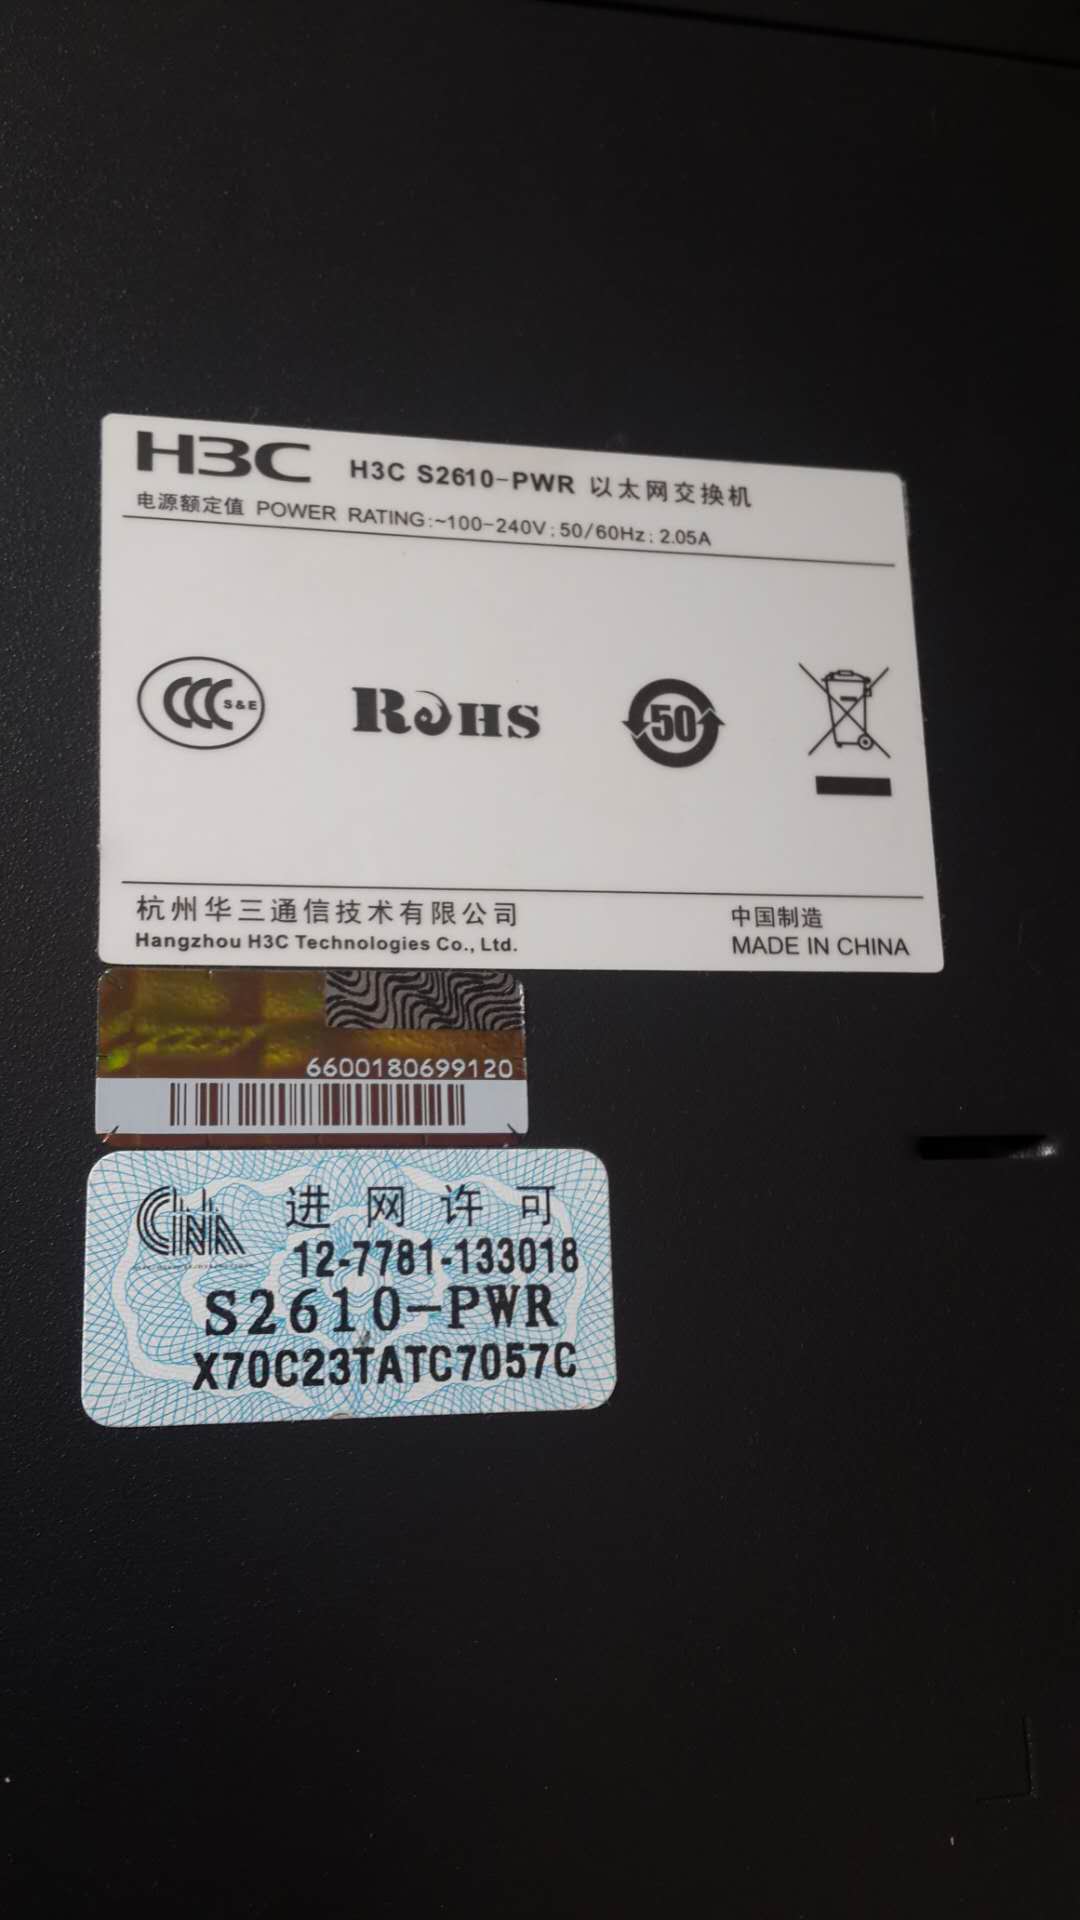 H3C H3C S2610-PWR 以太网交换机
电源额定值 POWER RATING:~100-240V; 50/60Hz; 2.05A
CCC S&E RoHS 50
杭州华三通信技术有限公司 中国制造
Hangzhou H3C Technologies Co., Ltd. MADE IN CHINA
6600180699120
CINA 进网许可
12-7781-133018
S2610-PWR
X70C23TATC7057C